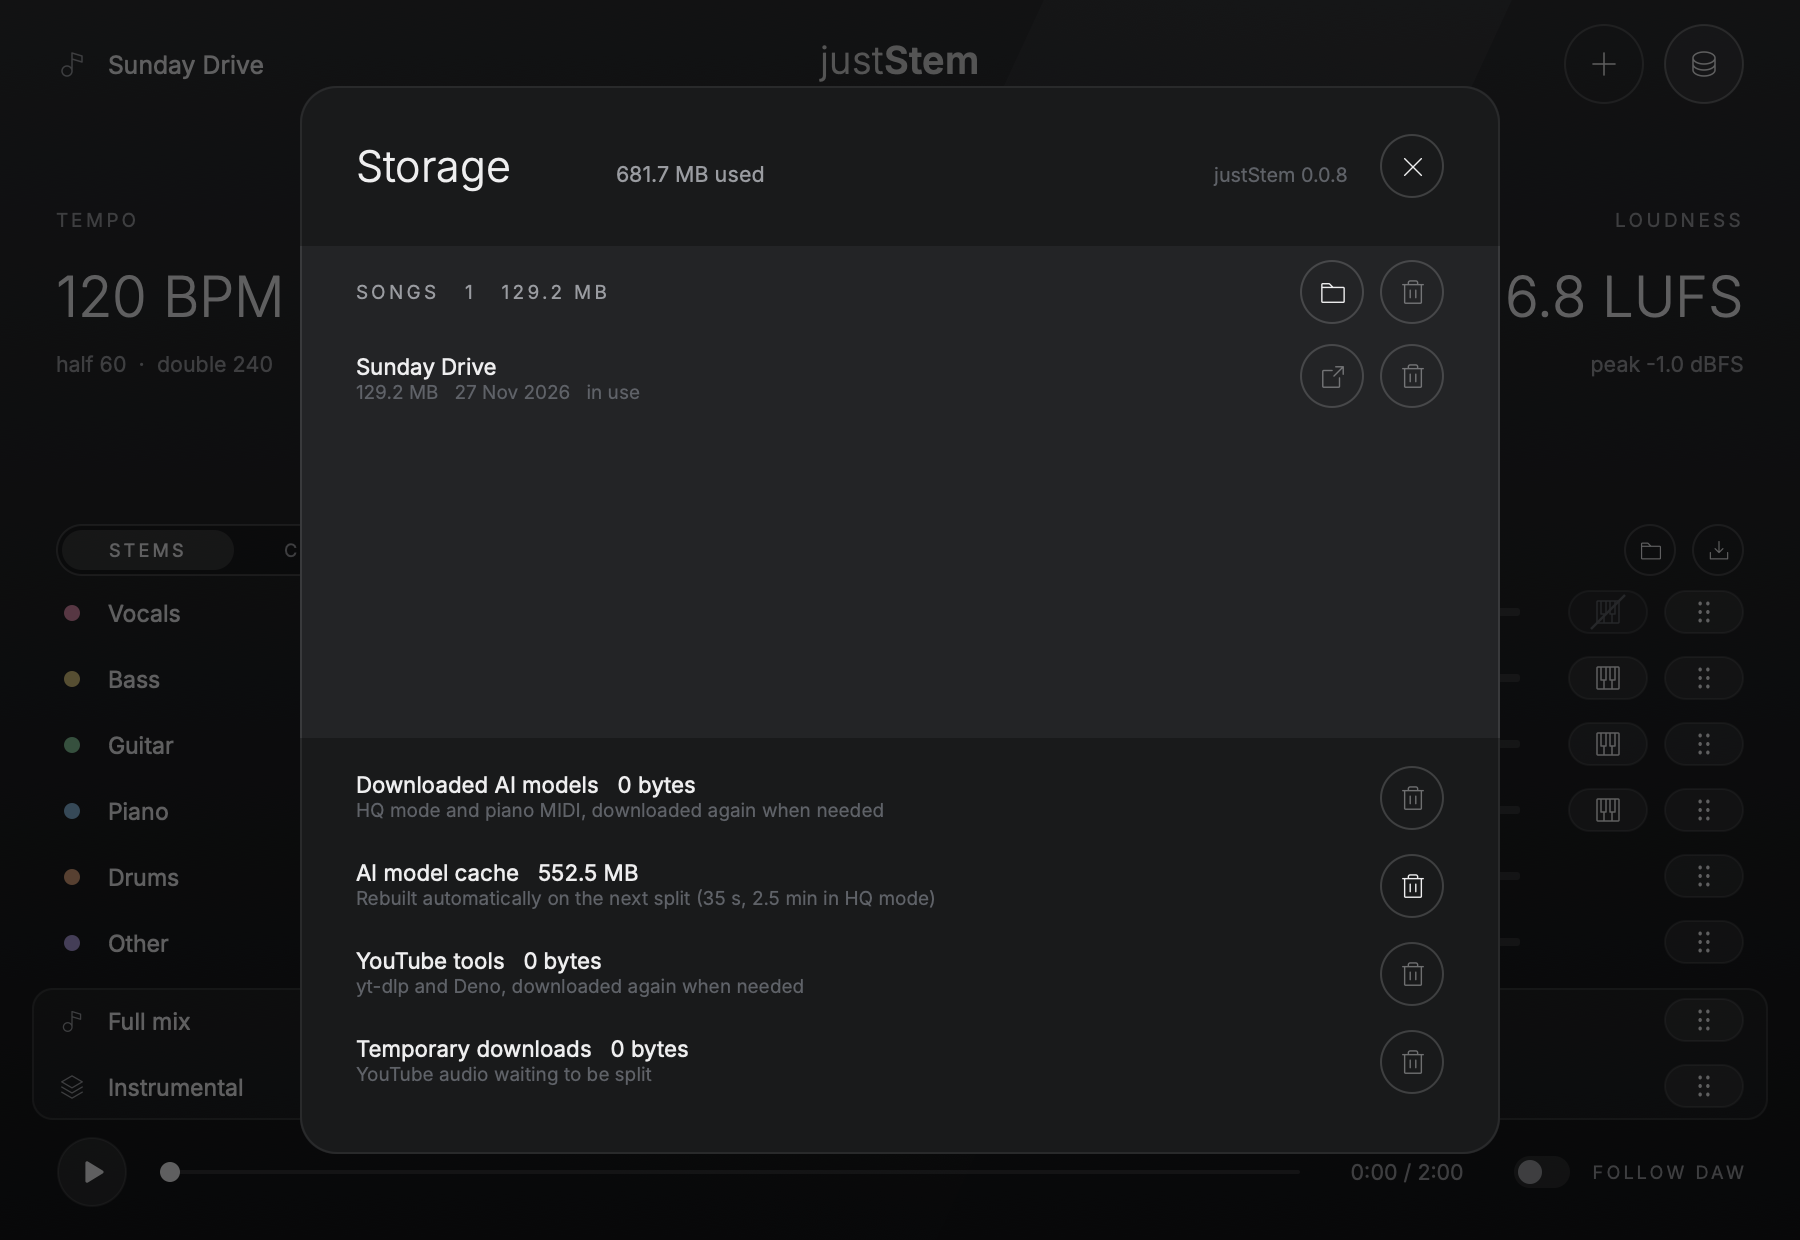 Sunday Drive
justStem
Storage
681.7 MB used
justStem 0.0.8
TEMPO
120 BPM
half 60 · double 240
LOUDNESS
6.8 LUFS
peak -1.0 dBFS
SONGS 1 129.2 MB
Sunday Drive
129.2 MB 27 Nov 2026 in use
STEMS C
Vocals
Bass
Guitar
Piano
Drums
Other
Full mix
Instrumental
Downloaded AI models 0 bytes
HQ mode and piano MIDI, downloaded again when needed
AI model cache 552.5 MB
Rebuilt automatically on the next split (35 s, 2.5 min in HQ mode)
YouTube tools 0 bytes
yt-dlp and Deno, downloaded again when needed
Temporary downloads 0 bytes
YouTube audio waiting to be split
0:00 / 2:00
FOLLOW DAW